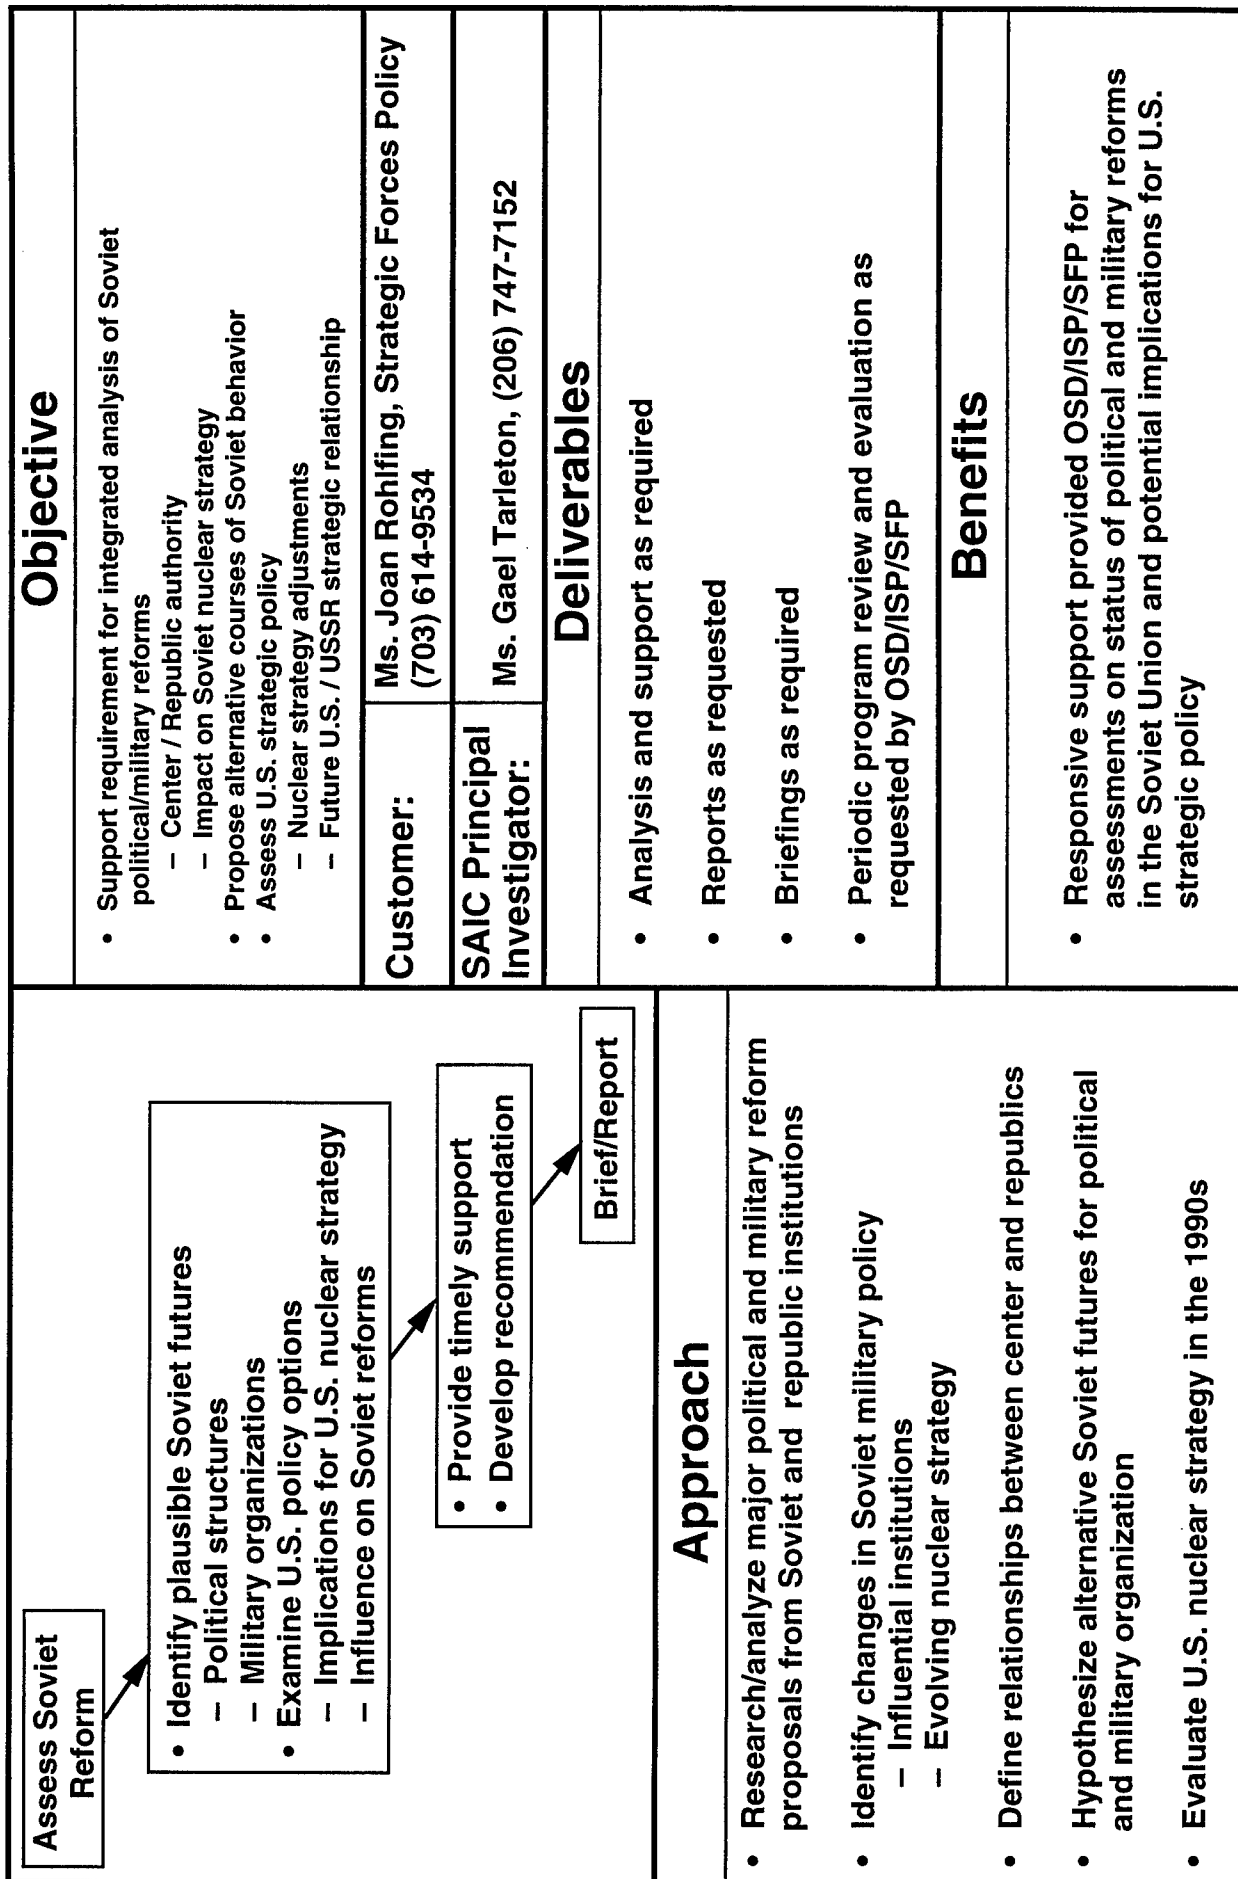 Assess Soviet
Reform
• Identify plausible Soviet futures
– Political structures
– Military organizations
• Examine U.S. policy options
– Implications for U.S. nuclear strategy
– Influence on Soviet reforms
• Provide timely support
• Develop recommendation
Brief/Report
Approach
• Research/analyze major political and military reform
proposals from Soviet and republic institutions
• Identify changes in Soviet military policy
– Influential institutions
– Evolving nuclear strategy
• Define relationships between center and republics
• Hypothesize alternative Soviet futures for political
and military organization
• Evaluate U.S. nuclear strategy in the 1990s
Objective
• Support requirement for integrated analysis of Soviet
political/military reforms
– Center / Republic authority
– Impact on Soviet nuclear strategy
• Propose alternative courses of Soviet behavior
• Assess U.S. strategic policy
– Nuclear strategy adjustments
– Future U.S. / USSR strategic relationship
Customer:
Ms. Joan Rohlfing, Strategic Forces Policy
(703) 614-9534
SAIC Principal
Investigator:
Ms. Gael Tarleton, (206) 747-7152
Deliverables
• Analysis and support as required
• Reports as requested
• Briefings as required
• Periodic program review and evaluation as
requested by OSD/ISP/SFP
Benefits
• Responsive support provided OSD/ISP/SFP for
assessments on status of political and military reforms
in the Soviet Union and potential implications for U.S.
strategic policy